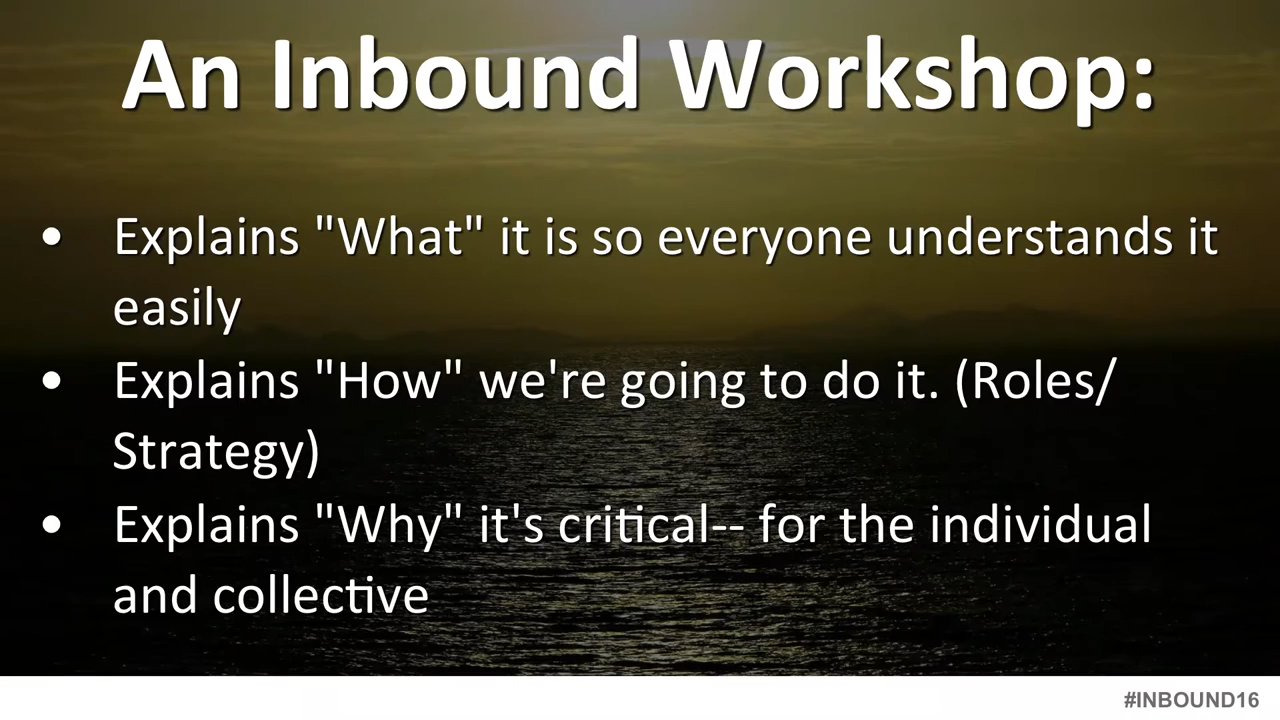 An Inbound Workshop:
• Explains "What" it is so everyone understands it
easily
• Explains "How" we're going to do it. (Roles/
Strategy)
• Explains "Why" it's critical-- for the individual
and collective
#INBOUND16